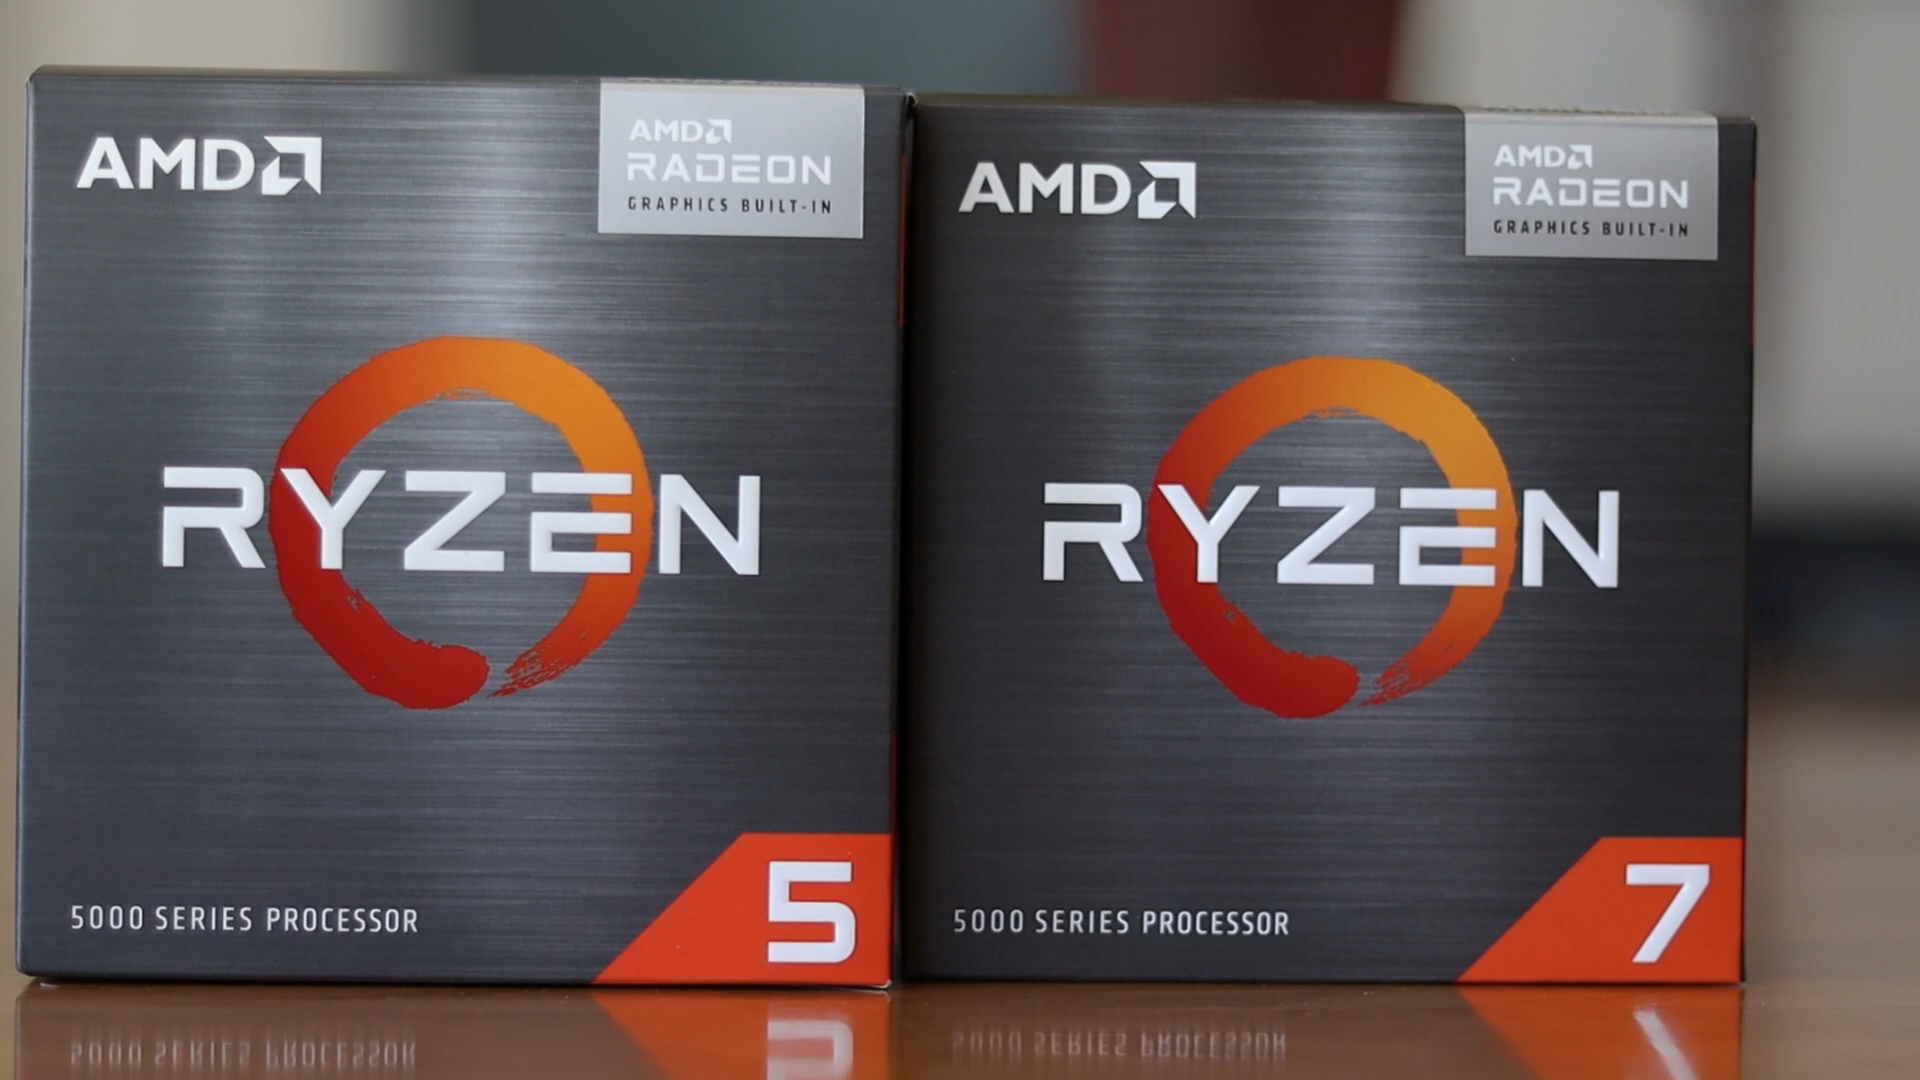 AMD
AMD
RADEON
GRAPHICS BUILT-IN
RYZEN
5000 SERIES PROCESSOR
5
AMD
AMD
RADEON
GRAPHICS BUILT-IN
RYZEN
5000 SERIES PROCESSOR
7